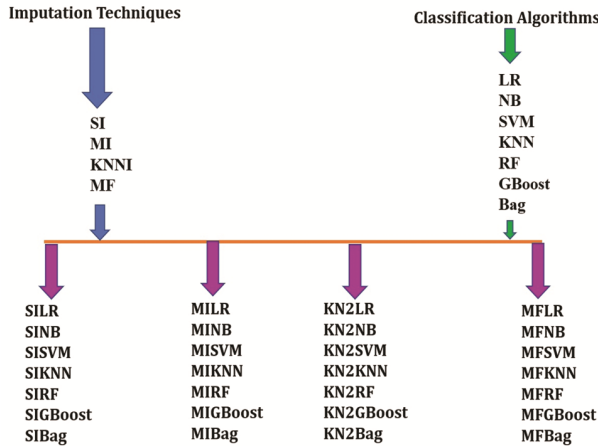 Imputation Techniques
SI
MI
KNNI
MF
Classification Algorithms
LR
NB
SVM
KNN
RF
GBoost
Bag
SILR
SINB
SISVM
SIKNN
SIRF
SIGBoost
SIBag
MILR
MINB
MISVM
MIKNN
MIRF
MIGBoost
MIBag
KN2LR
KN2NB
KN2SVM
KN2KNN
KN2RF
KN2GBoost
KN2Bag
MFLR
MFNB
MFSVM
MFKNN
MFRF
MFGBoost
MFBag